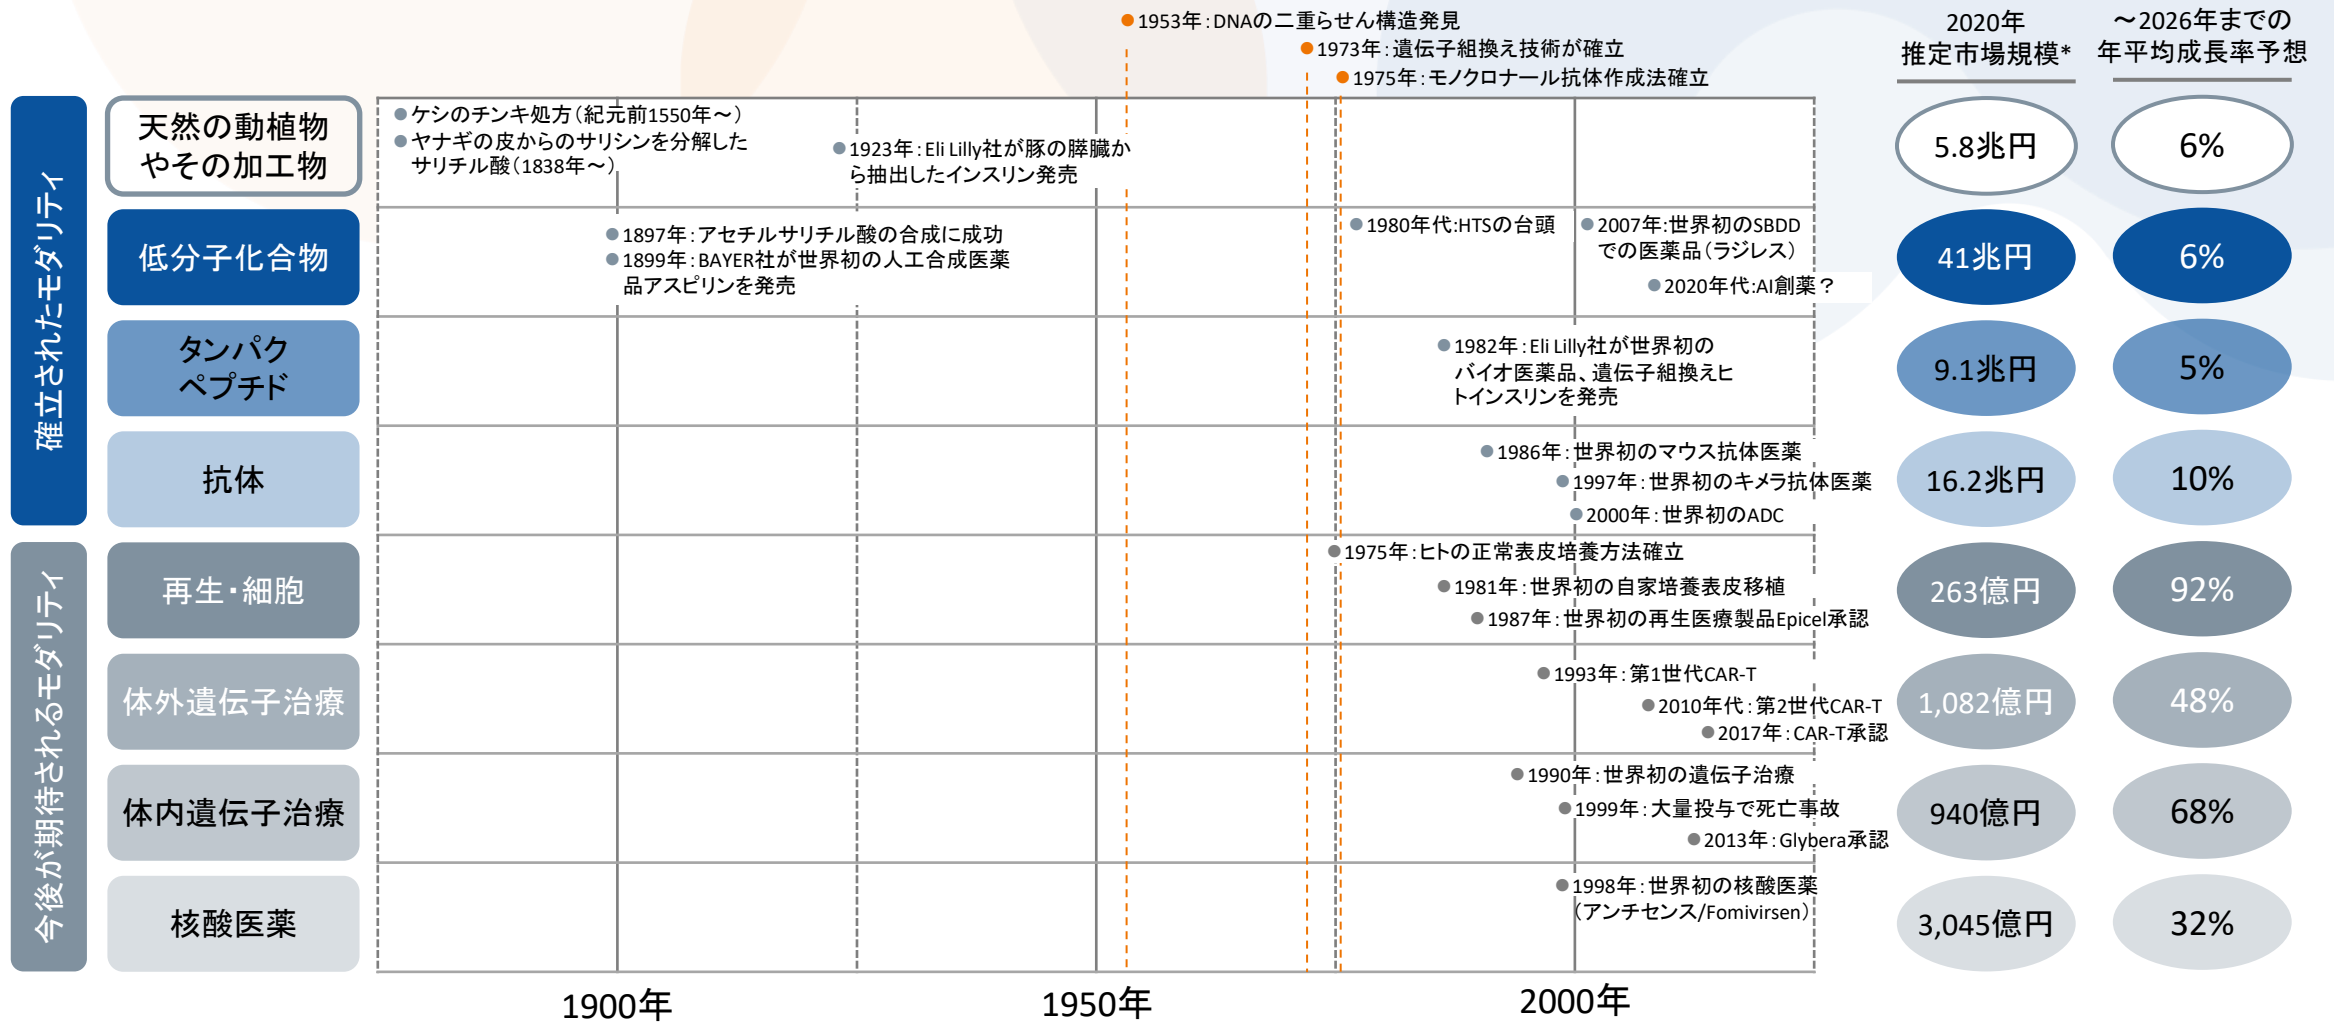 1953年：DNAの二重らせん構造発見
1973年：遺伝子組換え技術が確立
1975年：モノクロナール抗体作成法確立
2020年
推定市場規模*
～2026年までの
年平均成長率予想
確立されたモダリティ
天然の動植物
やその加工物
ケシのチンキ処方（紀元前1550年～）
ヤナギの皮からのサリシンを分解した
サリチル酸（1838年～）
1923年：Eli Lilly社が豚の膵臓か
ら抽出したインスリン発売
5.8兆円
6%
低分子化合物
1897年：アセチルサリチル酸の合成に成功
1899年：BAYER社が世界初の人工合成医薬
品アスピリンを発売
1980年代:HTSの台頭
2007年:世界初のSBDD
での医薬品（ラジレス）
2020年代:AI創薬？
41兆円
6%
タンパク
ペプチド
1982年：Eli Lilly社が世界初の
バイオ医薬品、遺伝子組換えヒ
トインスリンを発売
9.1兆円
5%
抗体
1986年：世界初のマウス抗体医薬
1997年：世界初のキメラ抗体医薬
2000年：世界初のADC
16.2兆円
10%
今後が期待されるモダリティ
再生・細胞
1975年：ヒトの正常表皮培養方法確立
1981年：世界初の自家培養表皮移植
1987年：世界初の再生医療製品Epicel承認
263億円
92%
体外遺伝子治療
1993年：第1世代CAR-T
2010年代：第2世代CAR-T
2017年：CAR-T承認
1,082億円
48%
体内遺伝子治療
1990年：世界初の遺伝子治療
1999年：大量投与で死亡事故
2013年：Glybera承認
940億円
68%
核酸医薬
1998年：世界初の核酸医薬
（アンチセンス/Fomivirsen）
3,045億円
32%
1900年
1950年
2000年